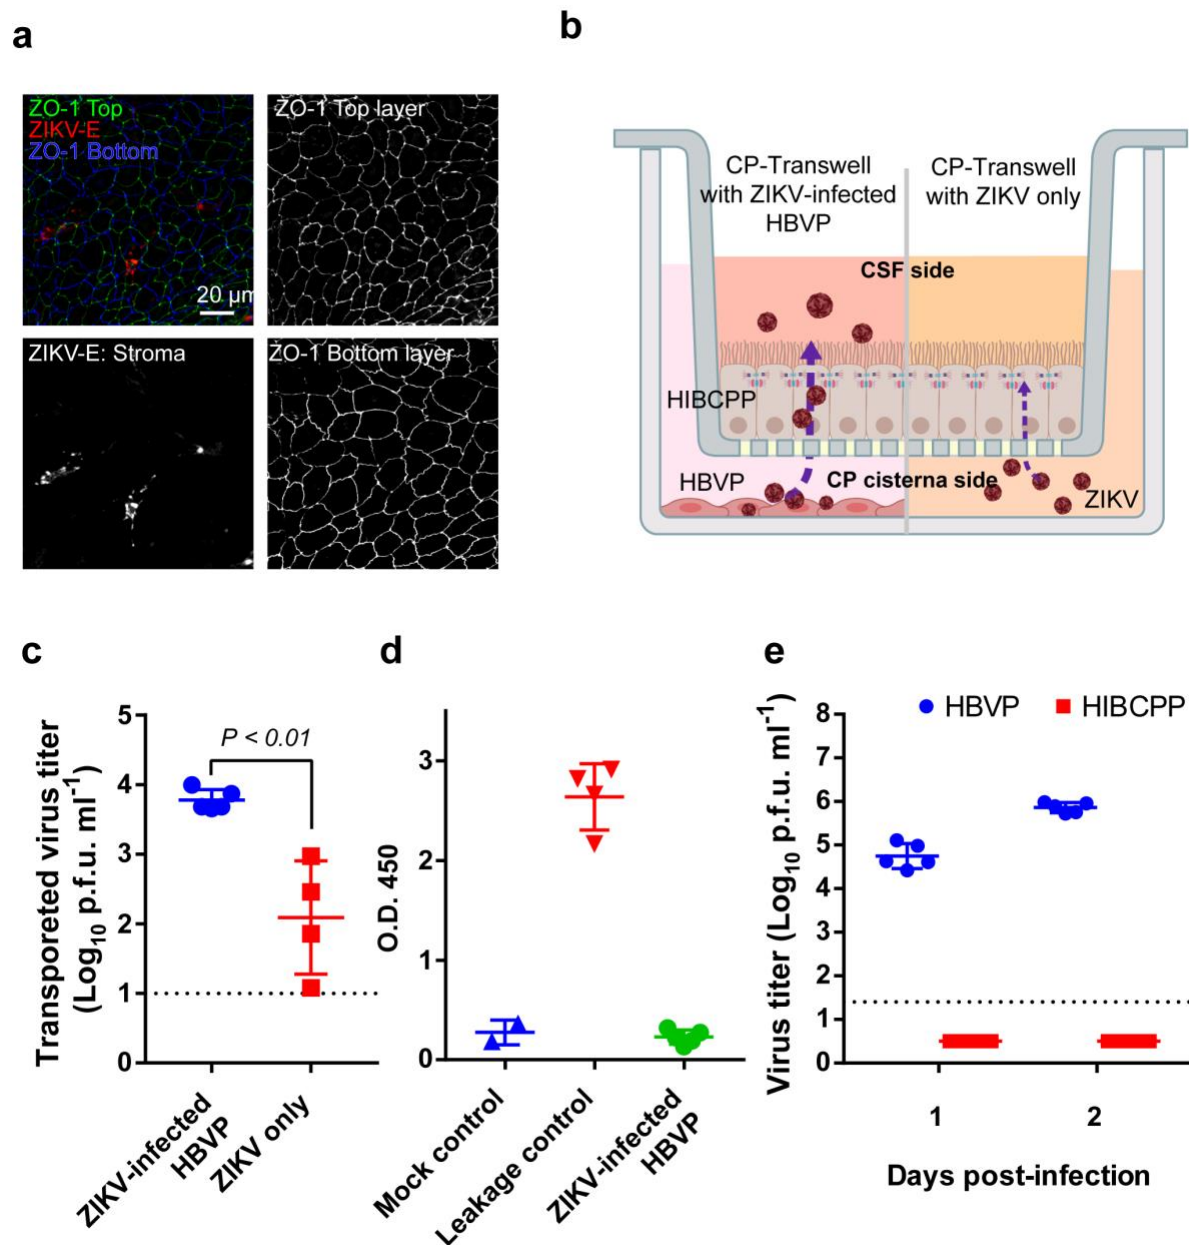 a
ZO-1 Top
ZIKV-E
ZO-1 Bottom
20 µm
ZO-1 Top layer
ZIKV-E: Stroma
ZO-1 Bottom layer
b
CP-Transwell
with ZIKV-infected
HBVP
CP-Transwell
with ZIKV only
CSF side
HIBCPP
HBVP
CP cisterna side
ZIKV
c
Transporeted virus titer
(Log10 p.f.u. ml-1)
5
4
3
2
1
0
P < 0.01
ZIKV-infected
HBVP
ZIKV only
d
O.D. 450
3
2
1
0
Mock control
Leakage control
ZIKV-infected
HBVP
e
Virus titer (Log10 p.f.u. ml-1)
8
7
6
5
4
3
2
1
0
HBVP
HIBCPP
1
2
Days post-infection